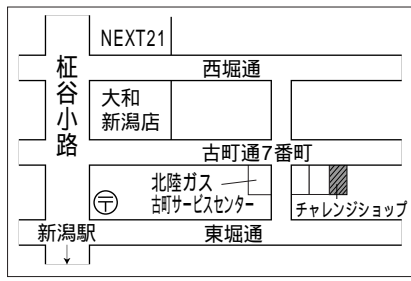 NEXT21
西堀通
柾谷小路
大和
新潟店
古町通7番町
北陸ガス
古町サービスセンター
〒
チャレンジショップ
新潟駅
東堀通